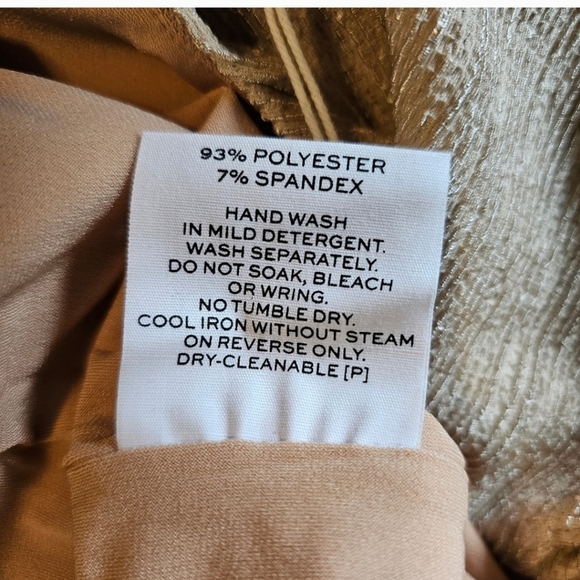 93% POLYESTER
7% SPANDEX
HAND WASH
IN MILD DETERGENT.
WASH SEPARATELY.
DO NOT SOAK, BLEACH
OR WRING.
NO TUMBLE DRY.
COOL IRON WITHOUT STEAM
ON REVERSE ONLY.
DRY-CLEANABLE [P]